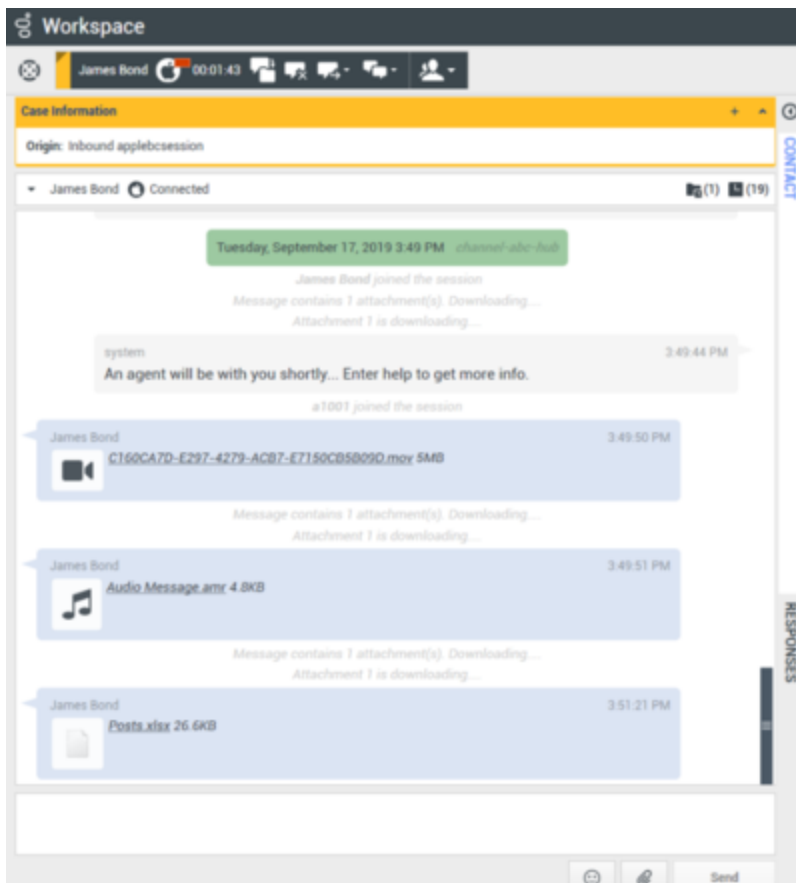 Workspace
James Bond 00:01:43
Case Information
Origin: Inbound applebcsession
James Bond Connected (1) (19)
CONTACT
Tuesday, September 17, 2019 3:49 PM channel-abc-hub
James Bond joined the session
Message contains 1 attachment(s). Downloading....
Attachment 1 is downloading....
system 3:49:44 PM
An agent will be with you shortly... Enter help to get more info.
a1001 joined the session
James Bond 3:49:50 PM
C160CA7D-E297-4279-ACB7-E7150CB5B09D.mov 5MB
Message contains 1 attachment(s). Downloading....
Attachment 1 is downloading....
James Bond 3:49:51 PM
Audio Message.amr 4.8KB
RESPONSES
Message contains 1 attachment(s). Downloading....
Attachment 1 is downloading....
James Bond 3:51:21 PM
Posts.xlsx 26.6KB
Send